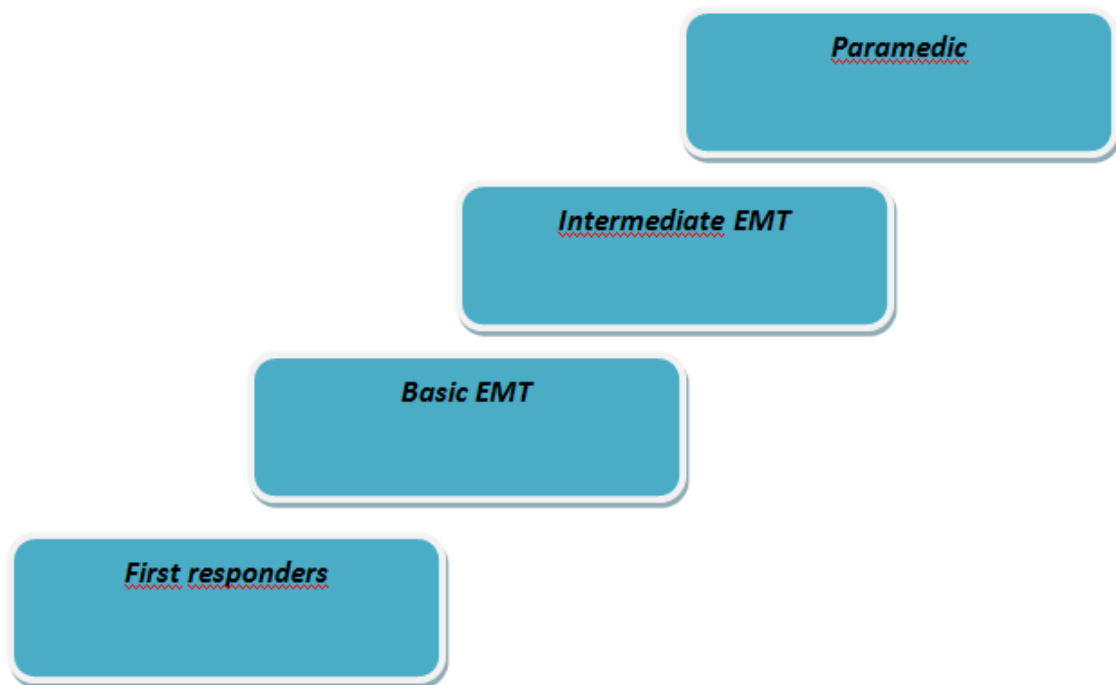 Paramedic
Intermediate EMT
Basic EMT
First responders